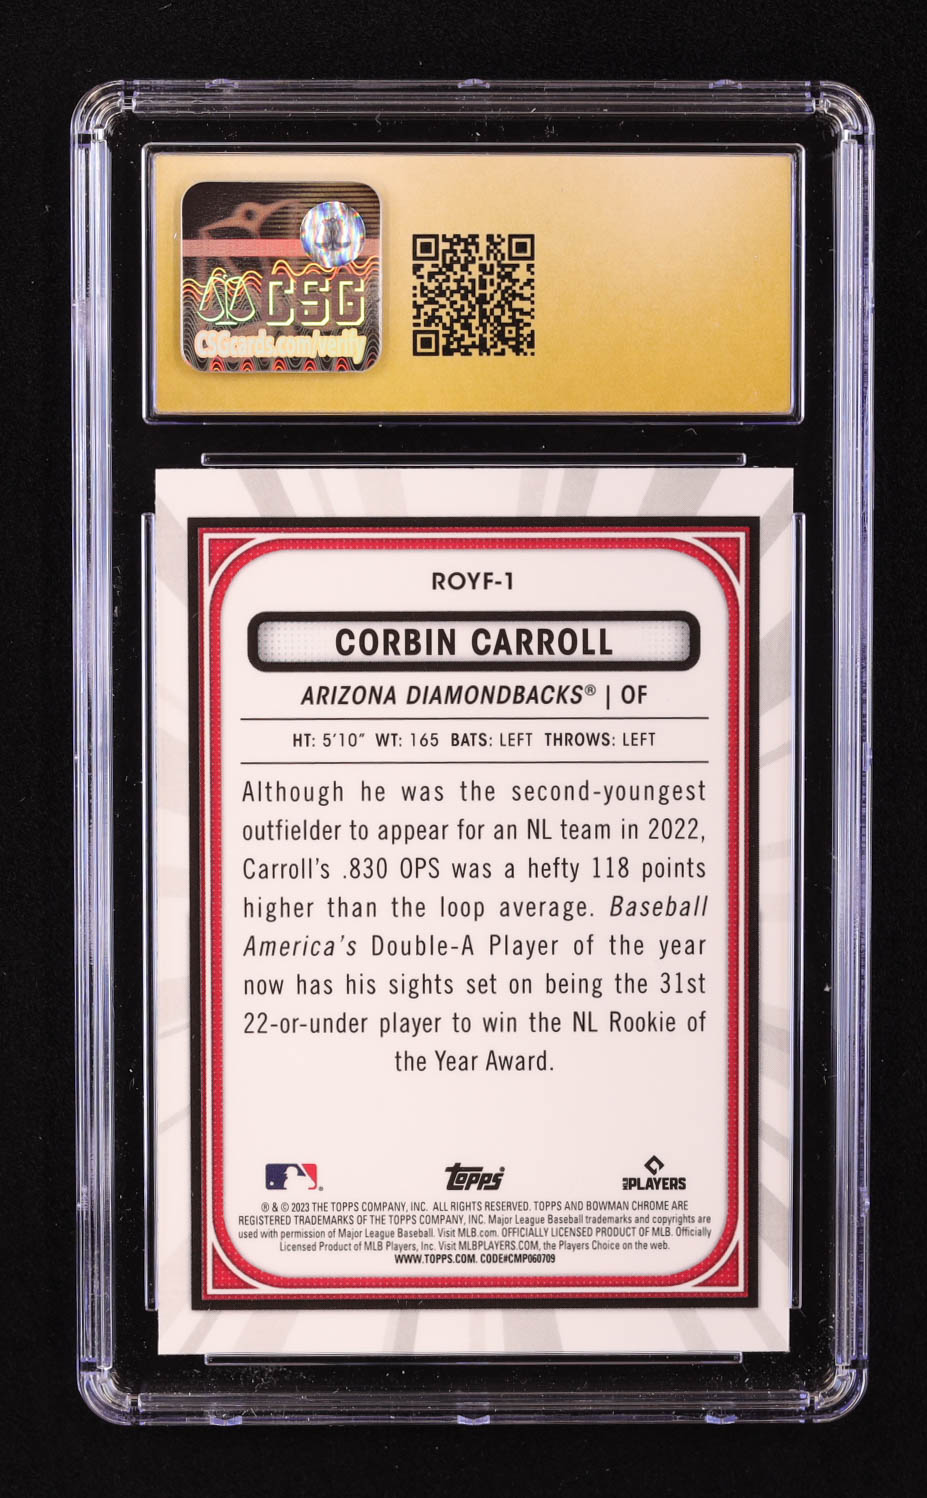 CSG
CSGcards.com/verify
ROYF-1
CORBIN CARROLL
ARIZONA DIAMONDBACKS® | OF
HT: 5'10" WT: 165 BATS: LEFT THROWS: LEFT
Although he was the second-youngest
outfielder to appear for an NL team in 2022,
Carroll's .830 OPS was a hefty 118 points
higher than the loop average. Baseball
America's Double-A Player of the year
now has his sights set on being the 31st
22-or-under player to win the NL Rookie of
the Year Award.
topps
MLB PLAYERS
® & © 2023 THE TOPPS COMPANY, INC. ALL RIGHTS RESERVED. TOPPS AND BOWMAN CHROME ARE
REGISTERED TRADEMARKS OF THE TOPPS COMPANY, INC. Major League Baseball trademarks and copyrights are
used with permission of Major League Baseball. Visit MLB.com. OFFICIALLY LICENSED PRODUCT OF MLB. Officially
Licensed Product of MLB Players, Inc. Visit MLBPLAYERS.COM, the Players Choice on the web.
WWW.TOPPS.COM. CODE#CMP060709